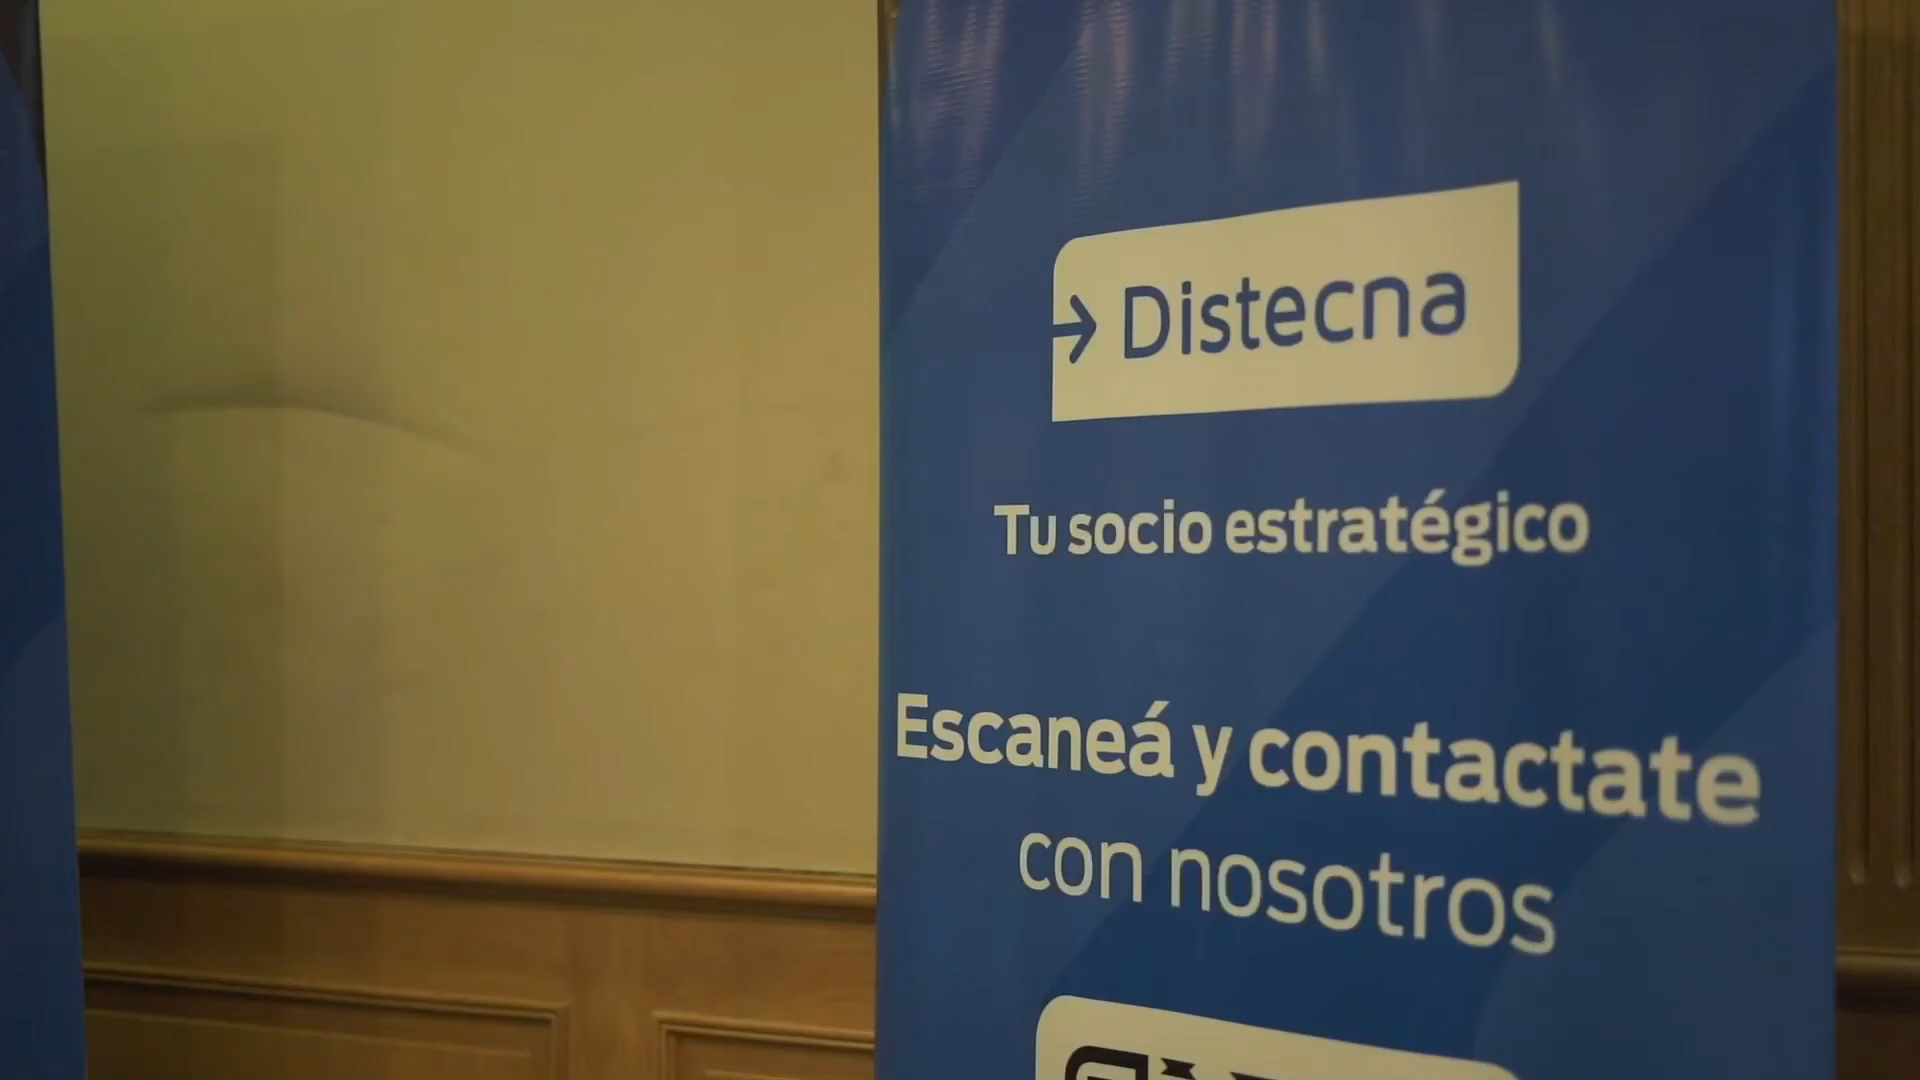 Distecna
Tu socio estratégico
Escaneá y contactate
con nosotros